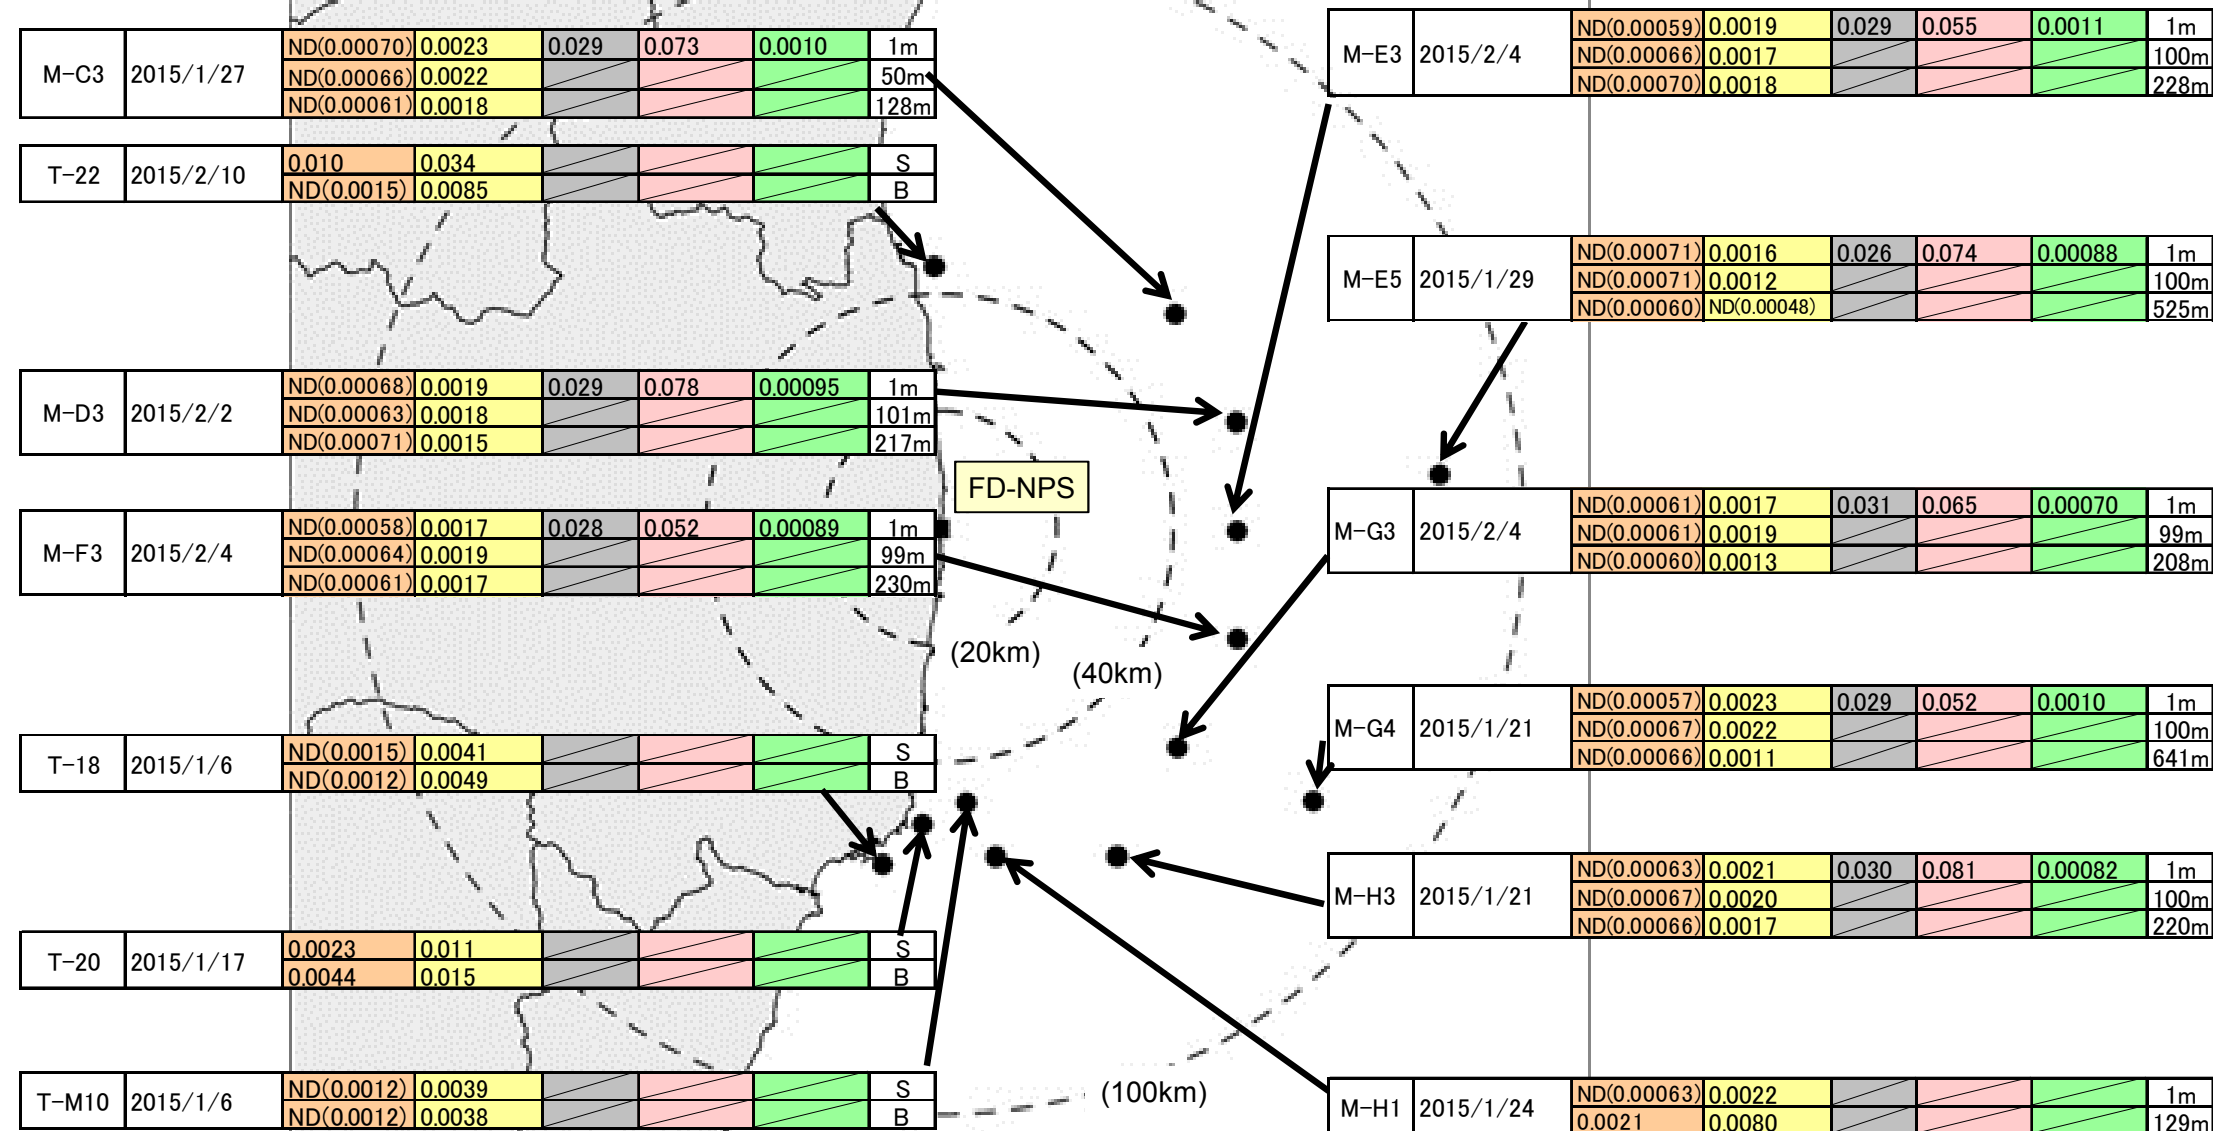 M-C3 2015/1/27 ND(0.00070) 0.0023 0.029 0.073 0.0010 1m
ND(0.00066) 0.0022 50m
ND(0.00061) 0.0018 128m
T-22 2015/2/10 0.010 0.034 S
ND(0.0015) 0.0085 B
M-D3 2015/2/2 ND(0.00068) 0.0019 0.029 0.078 0.00095 1m
ND(0.00063) 0.0018 101m
ND(0.00071) 0.0015 217m
FD-NPS
M-F3 2015/2/4 ND(0.00058) 0.0017 0.028 0.052 0.00089 1m
ND(0.00064) 0.0019 99m
ND(0.00061) 0.0017 230m
(20km)
(40km)
T-18 2015/1/6 ND(0.0015) 0.0041 S
ND(0.0012) 0.0049 B
T-20 2015/1/17 0.0023 0.011 S
0.0044 0.015 B
T-M10 2015/1/6 ND(0.0012) 0.0039 S
ND(0.0012) 0.0038 B
(100km)
M-E3 2015/2/4 ND(0.00059) 0.0019 0.029 0.055 0.0011 1m
ND(0.00066) 0.0017 100m
ND(0.00070) 0.0018 228m
M-E5 2015/1/29 ND(0.00071) 0.0016 0.026 0.074 0.00088 1m
ND(0.00071) 0.0012 100m
ND(0.00060) ND(0.00048) 525m
M-G3 2015/2/4 ND(0.00061) 0.0017 0.031 0.065 0.00070 1m
ND(0.00061) 0.0019 99m
ND(0.00060) 0.0013 208m
M-G4 2015/1/21 ND(0.00057) 0.0023 0.029 0.052 0.0010 1m
ND(0.00067) 0.0022 100m
ND(0.00066) 0.0011 641m
M-H3 2015/1/21 ND(0.00063) 0.0021 0.030 0.081 0.00082 1m
ND(0.00067) 0.0020 100m
ND(0.00066) 0.0017 220m
M-H1 2015/1/24 ND(0.00063) 0.0022 1m
0.0021 0.0080 129m